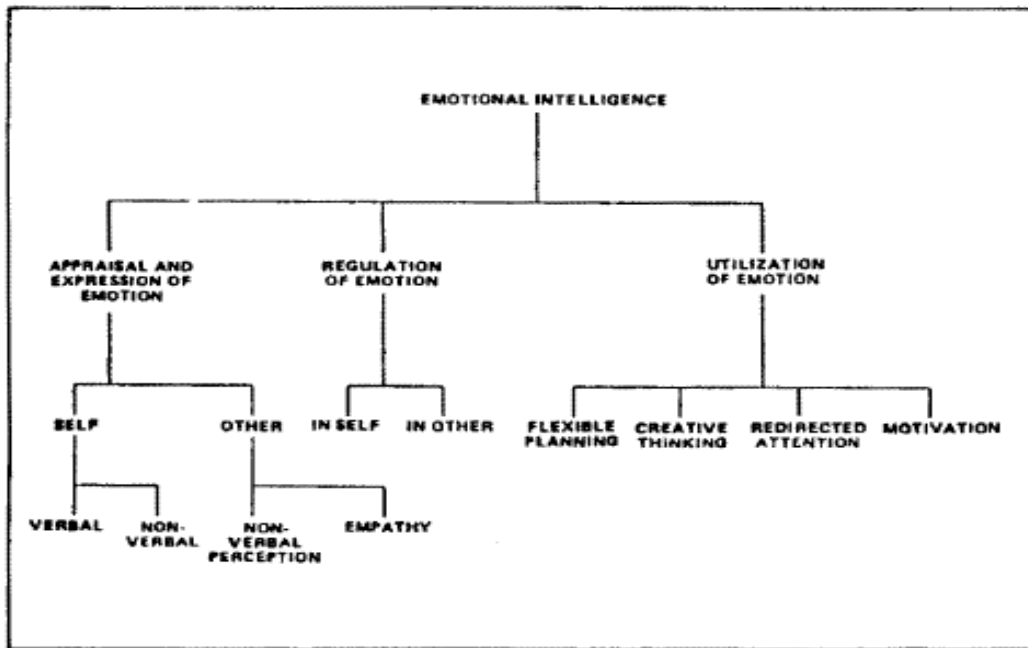 EMOTIONAL INTELLIGENCE
APPRAISAL AND
EXPRESSION OF
EMOTION
REGULATION
OF EMOTION
UTILIZATION
OF EMOTION
SELF
OTHER
IN SELF
IN OTHER
FLEXIBLE
PLANNING
CREATIVE
THINKING
REDIRECTED
ATTENTION
MOTIVATION
VERBAL
NON-
VERBAL
NON-
VERBAL
PERCEPTION
EMPATHY